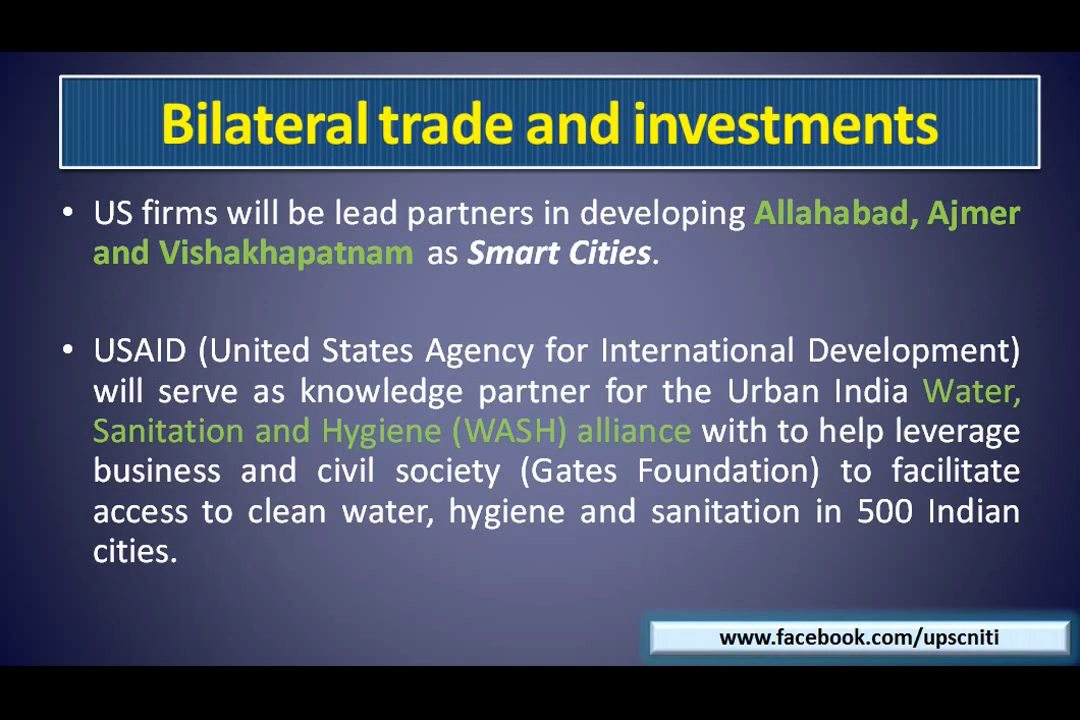 Bilateral trade and investments
• US firms will be lead partners in developing Allahabad, Ajmer
and Vishakhapatnam as Smart Cities.
• USAID (United States Agency for International Development)
will serve as knowledge partner for the Urban India Water,
Sanitation and Hygiene (WASH) alliance with to help leverage
business and civil society (Gates Foundation) to facilitate
access to clean water, hygiene and sanitation in 500 Indian
cities.
www.facebook.com/upscniti